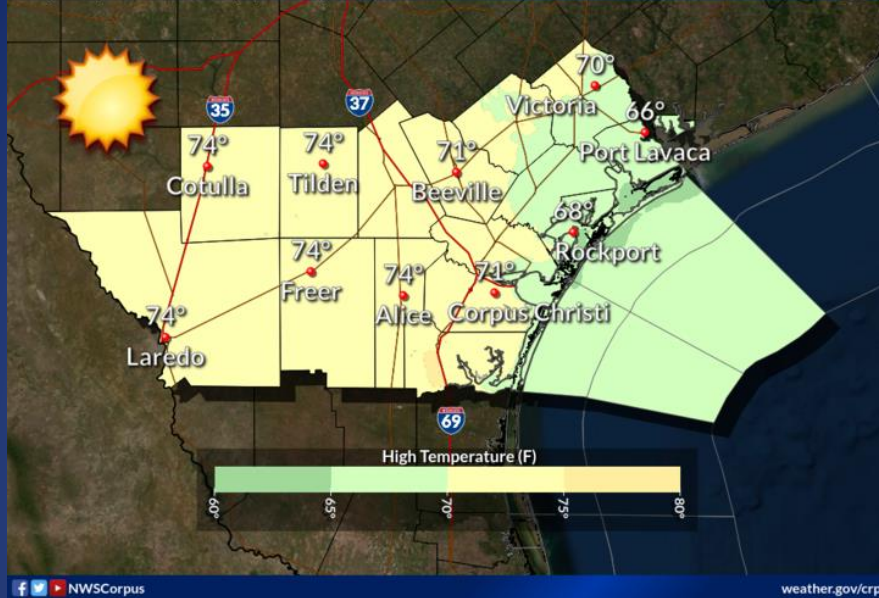 35
37
70°
Victoria
66°
Port Lavaca
74°
Cotulla
74°
Tilden
71°
Beeville
68°
Rockport
74°
Freer
74°
Alice
71°
Corpus Christi
74°
Laredo
69
High Temperature (F)
60°
65°
70°
75°
80°
NWSCorpus
weather.gov/crp